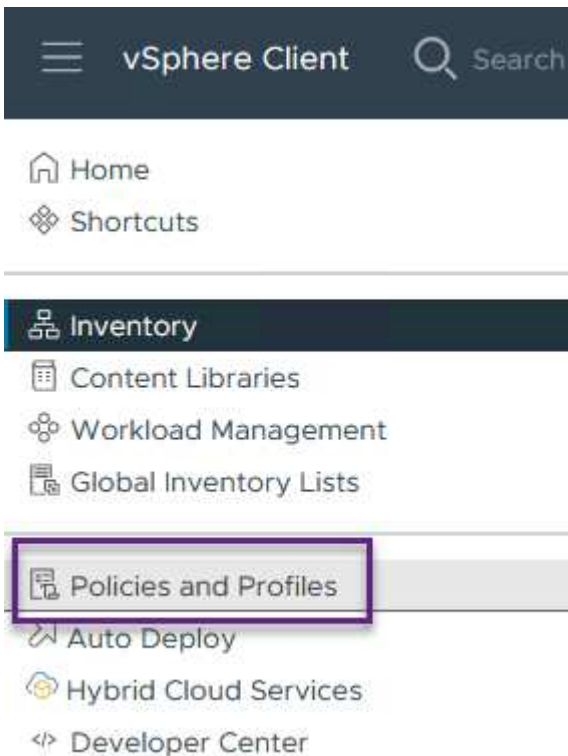 vSphere Client Search
Home
Shortcuts
Inventory
Content Libraries
Workload Management
Global Inventory Lists
Policies and Profiles
Auto Deploy
Hybrid Cloud Services
Developer Center